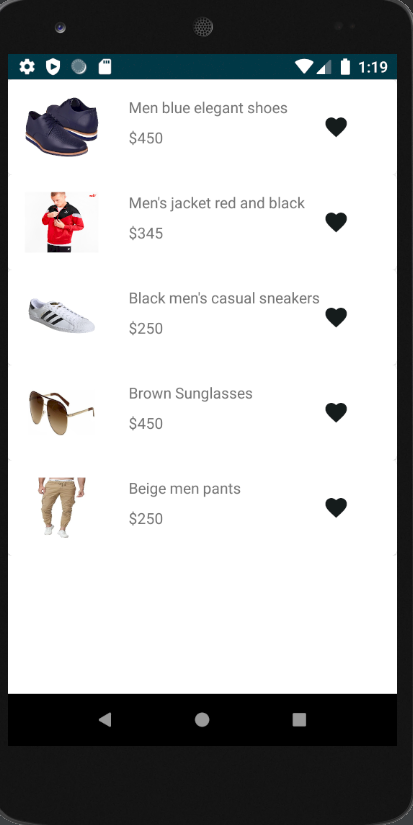 1:19
Men blue elegant shoes
$450
Men's jacket red and black
$345
Black men's casual sneakers
$250
Brown Sunglasses
$450
Beige men pants
$250